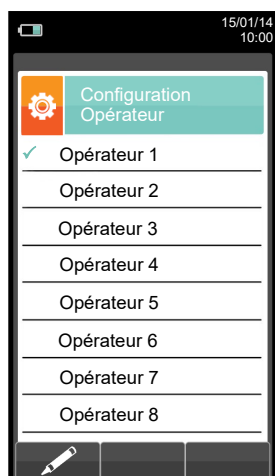 15/01/14
10:00
Configuration
Opérateur
Opérateur 1
Opérateur 2
Opérateur 3
Opérateur 4
Opérateur 5
Opérateur 6
Opérateur 7
Opérateur 8